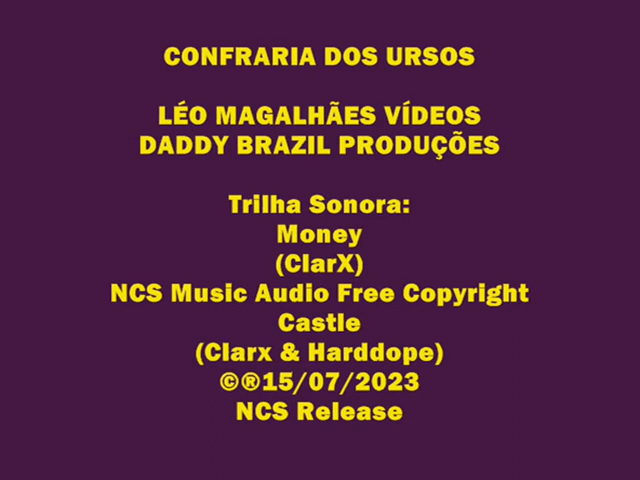 CONFRARIA DOS URSOS
LÉO MAGALHÃES VÍDEOS
DADDY BRAZIL PRODUÇÕES
Trilha Sonora:
Money
(ClarX)
NCS Music Audio Free Copyright
Castle
(Clarx & Harddope)
©®15/07/2023
NCS Release